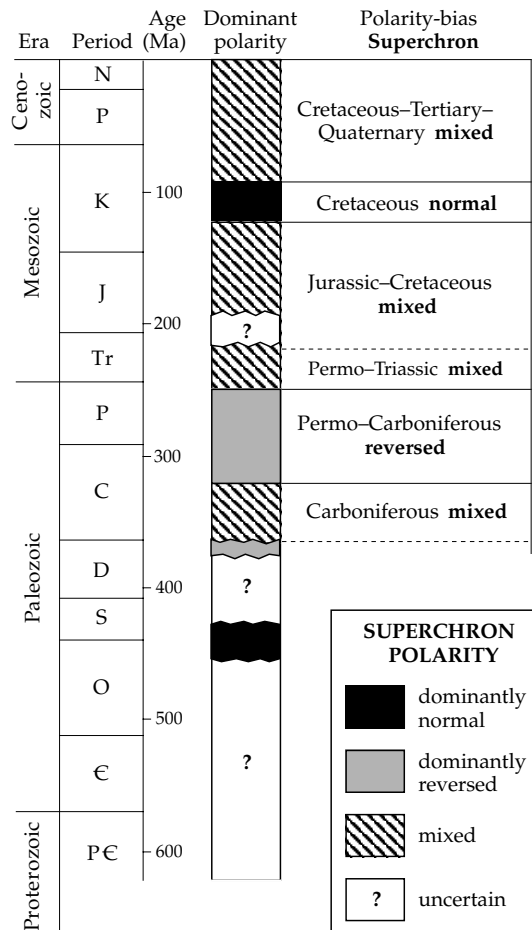 Era
Period
Age
(Ma)
Dominant
polarity
Polarity-bias
Superchron
Ceno-
zoic
Mesozoic
Paleozoic
Proterozoic
N
P
K
J
Tr
P
C
D
S
O
Є
PЄ
100
200
300
400
500
600
?
?
?
Cretaceous–Tertiary–
Quaternary mixed
Cretaceous normal
Jurassic–Cretaceous
mixed
Permo–Triassic mixed
Permo–Carboniferous
reversed
Carboniferous mixed
SUPERCHRON
POLARITY
dominantly
normal
dominantly
reversed
mixed
? uncertain